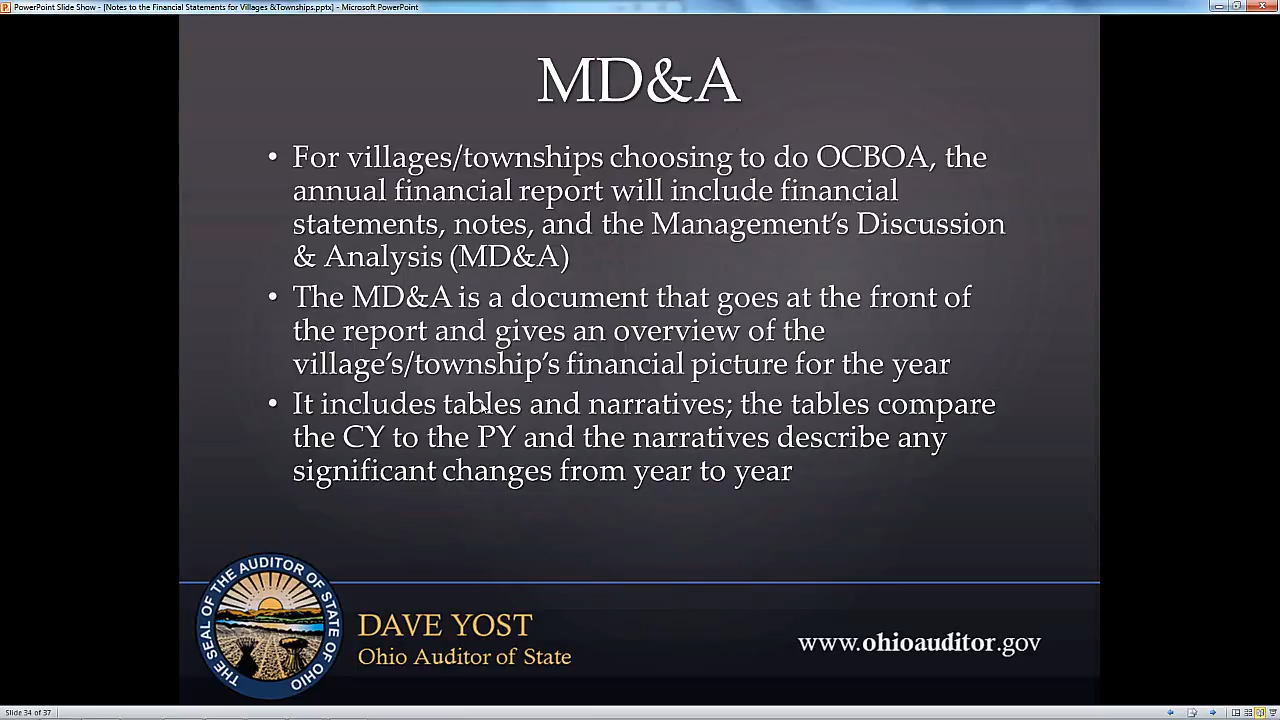 PowerPoint Slide Show - [Notes to the Financial Statements for Villages &Townships.pptx] - Microsoft PowerPoint
MD&A
• For villages/townships choosing to do OCBOA, the
annual financial report will include financial
statements, notes, and the Management’s Discussion
& Analysis (MD&A)
• The MD&A is a document that goes at the front of
the report and gives an overview of the
village’s/township’s financial picture for the year
• It includes tables and narratives; the tables compare
the CY to the PY and the narratives describe any
significant changes from year to year
THE SEAL OF THE AUDITOR OF STATE OF OHIO
DAVE YOST
Ohio Auditor of State
www.ohioauditor.gov
Slide 34 of 37